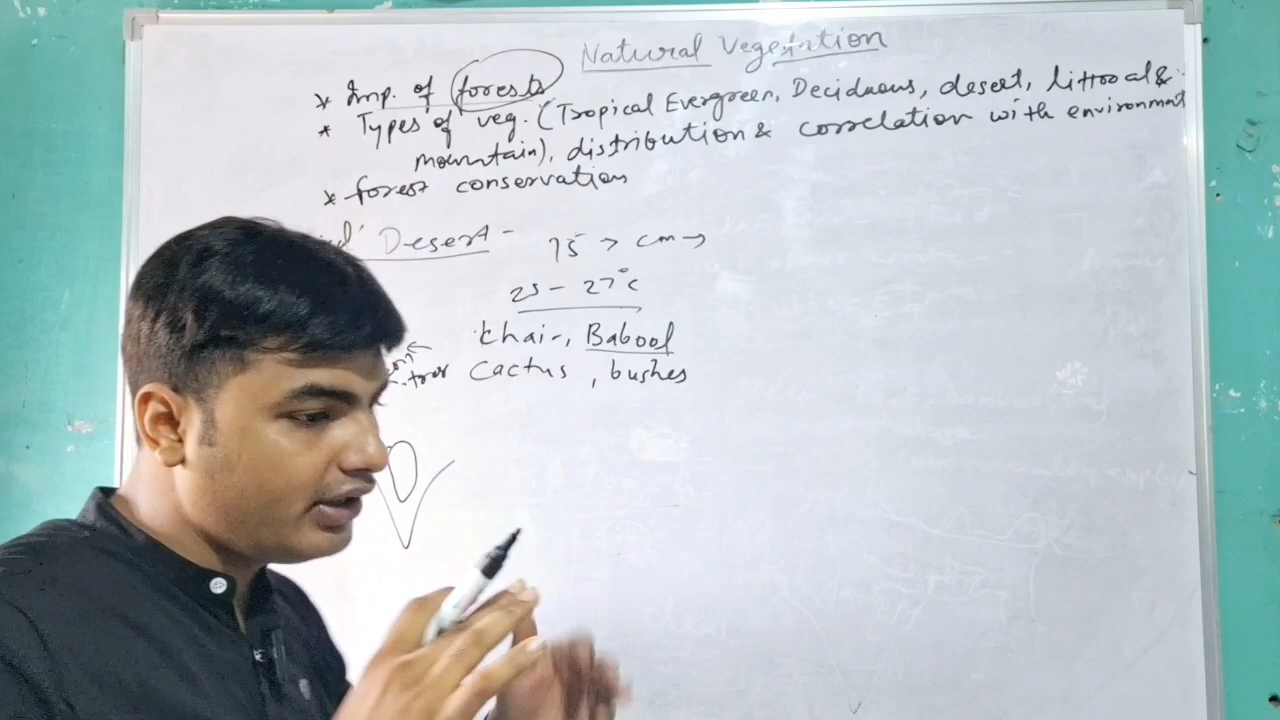 Natural Vegetation
* Imp. of forests
* Types of veg. (Tropical Evergreen, Deciduous, desert, littoral &
mountain), distribution & correlation with environment
* forest conservation
Desert - 75 > cm →
25 - 27°c
Khair, Babool
Cactus, bushes